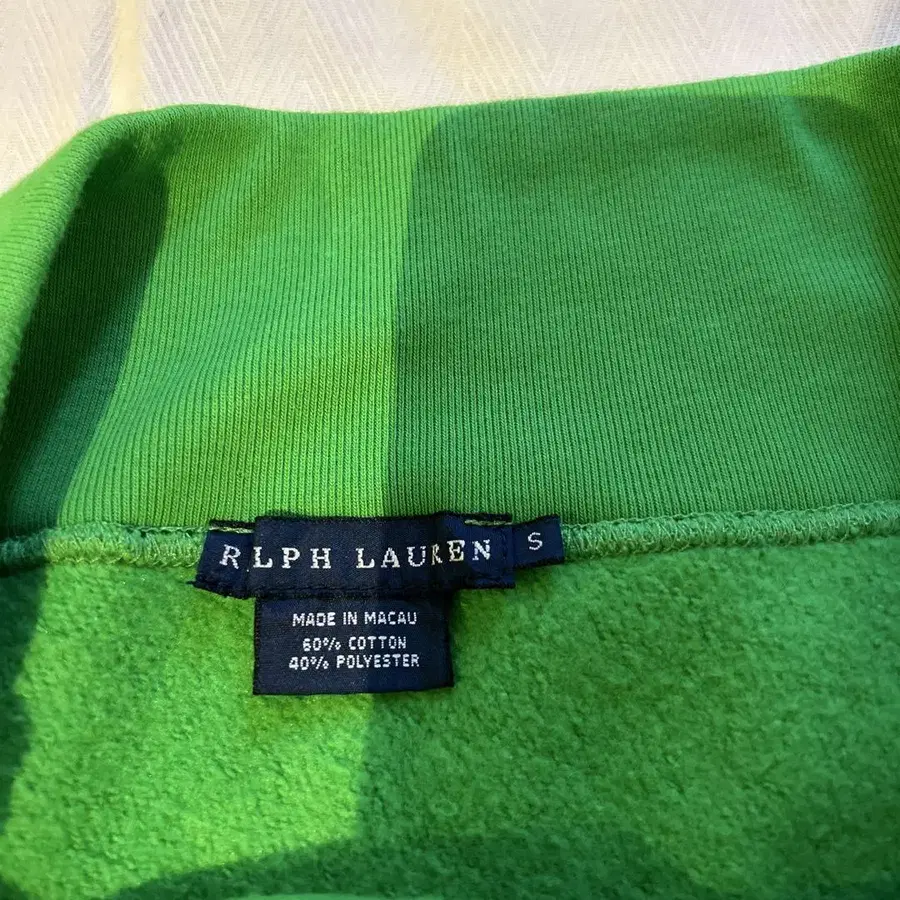 RLPH LAUREN S
MADE IN MACAU
60% COTTON
40% POLYESTER